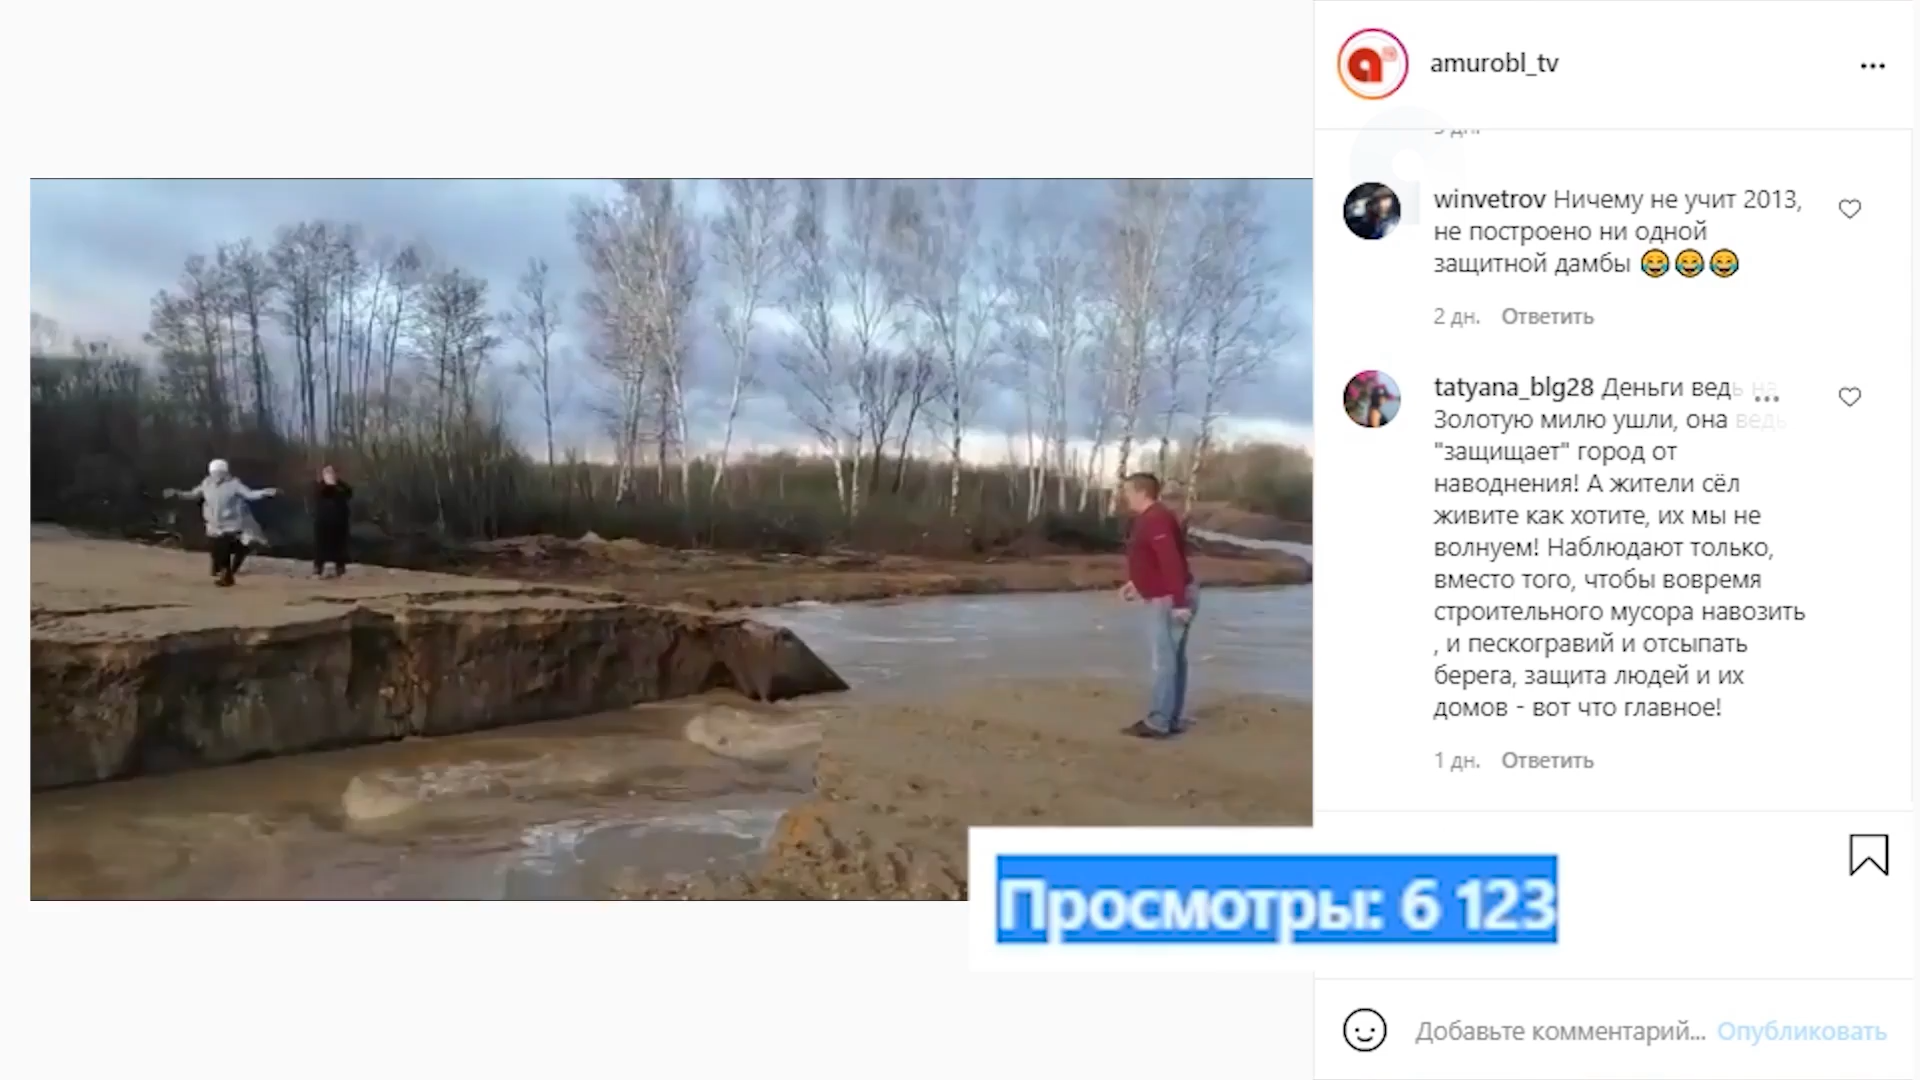 amurobl_tv
winvetrov Ничему не учит 2013,
не построено ни одной
защитной дамбы 😂😂😂
2 дн. Ответить
tatyana_blg28 Деньги ведь на
Золотую милю ушли, она ведь
"защищает" город от
наводнения! А жители сёл
живите как хотите, их мы не
волнуем! Наблюдают только,
вместо того, чтобы вовремя
строительного мусора навозить
, и пескогравий и отсыпать
берега, защита людей и их
домов - вот что главное!
1 дн. Ответить
Просмотры: 6 123
Добавьте комментарий... Опубликовать